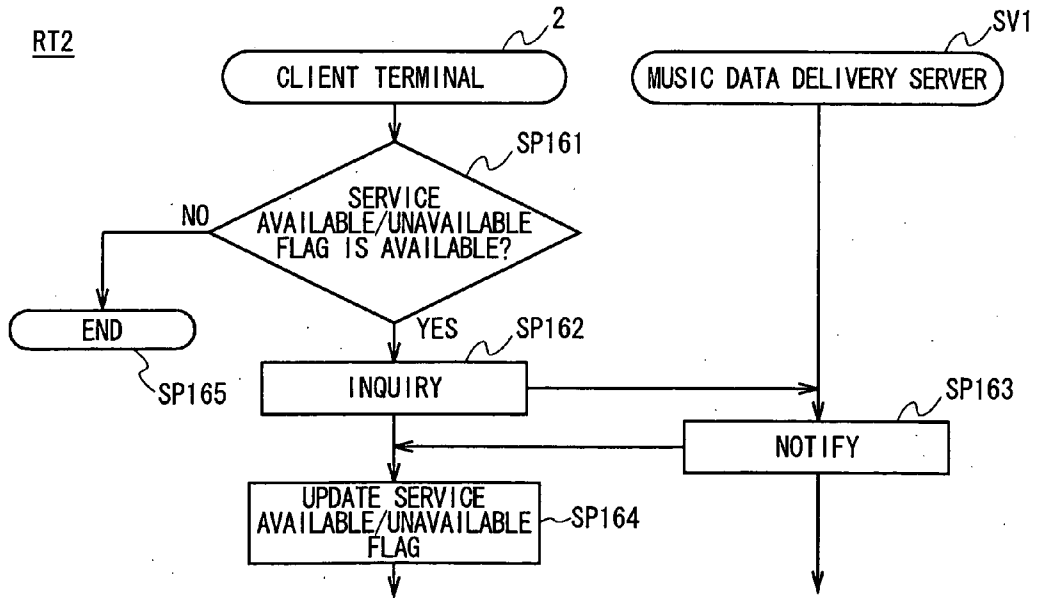 RT2
2
SV1
CLIENT TERMINAL
MUSIC DATA DELIVERY SERVER
SP161
SERVICE
AVAILABLE/UNAVAILABLE
FLAG IS AVAILABLE?
NO
YES
END
SP165
SP162
INQUIRY
SP163
NOTIFY
UPDATE SERVICE
AVAILABLE/UNAVAILABLE
FLAG
SP164